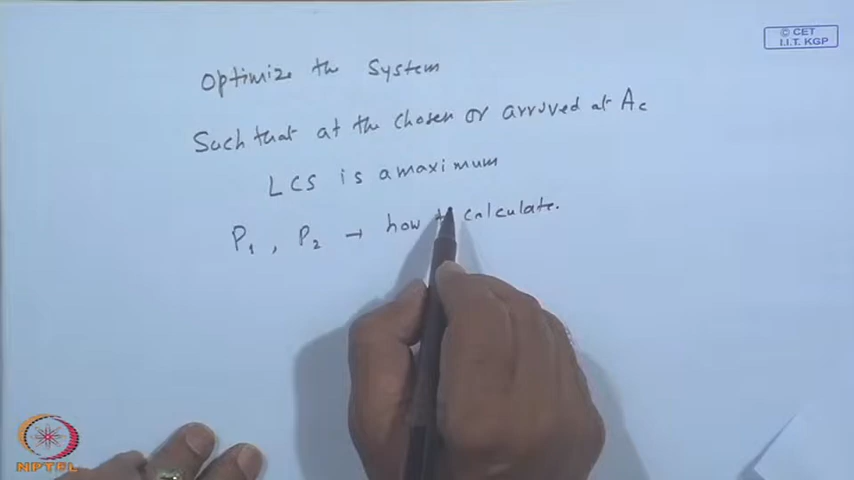 © CET
I.I.T. KGP
Optimize the System
Such that at the chosen or arrived at Ac
LCS is a maximum
P1, P2 → how to calculate.
NPTEL